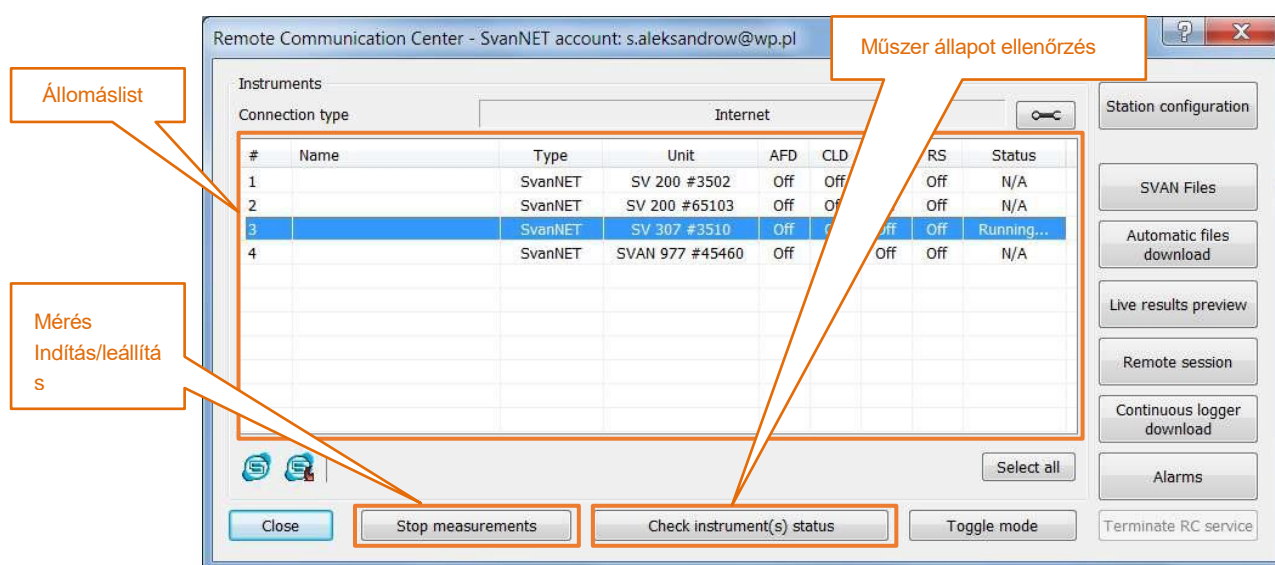 Remote Communication Center - SvanNET account: s.aleksandrow@wp.pl
Műszer állapot ellenőrzés
Állomáslist
Instruments
Connection type Internet
Station configuration
# Name Type Unit AFD CLD RS Status
1 SvanNET SV 200 #3502 Off Off Off N/A
2 SvanNET SV 200 #65103 Off Off N/A
3 SvanNET SV 307 #3510 Off Off Running...
4 SvanNET SVAN 977 #45460 Off Off Off N/A
SVAN Files
Automatic files
download
Live results preview
Remote session
Continuous logger
download
Alarms
Mérés
Indítás/leállítá
s
Select all
Close Stop measurements Check instrument(s) status Toggle mode Terminate RC service